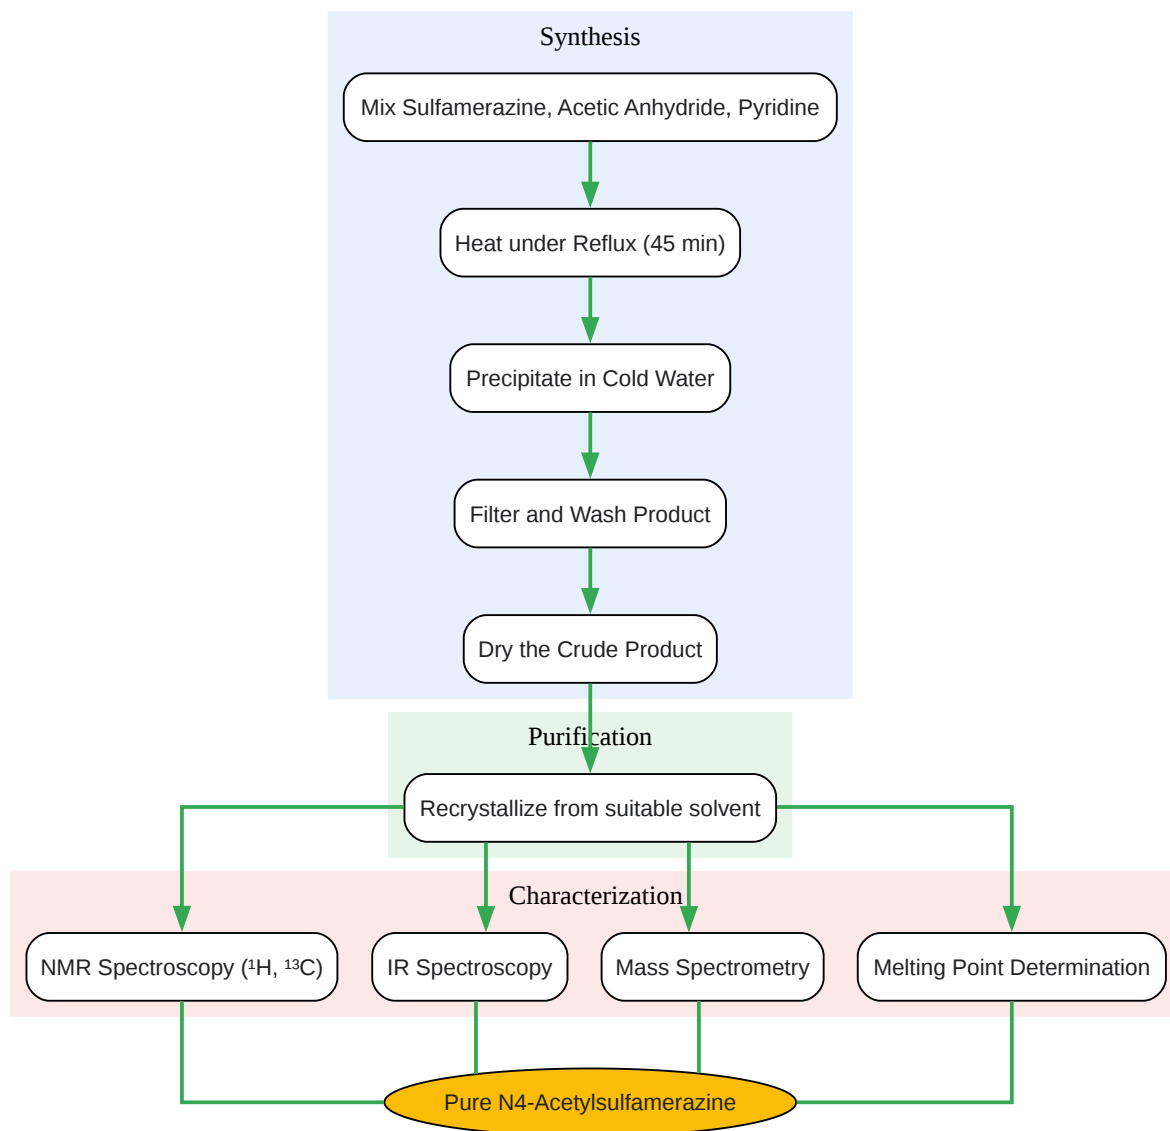 Synthesis
Mix Sulfamerazine, Acetic Anhydride, Pyridine
Heat under Reflux (45 min)
Precipitate in Cold Water
Filter and Wash Product
Dry the Crude Product
Purification
Recrystallize from suitable solvent
Characterization
NMR Spectroscopy (¹H, ¹³C)
IR Spectroscopy
Mass Spectrometry
Melting Point Determination
Pure N4-Acetylsulfamerazine